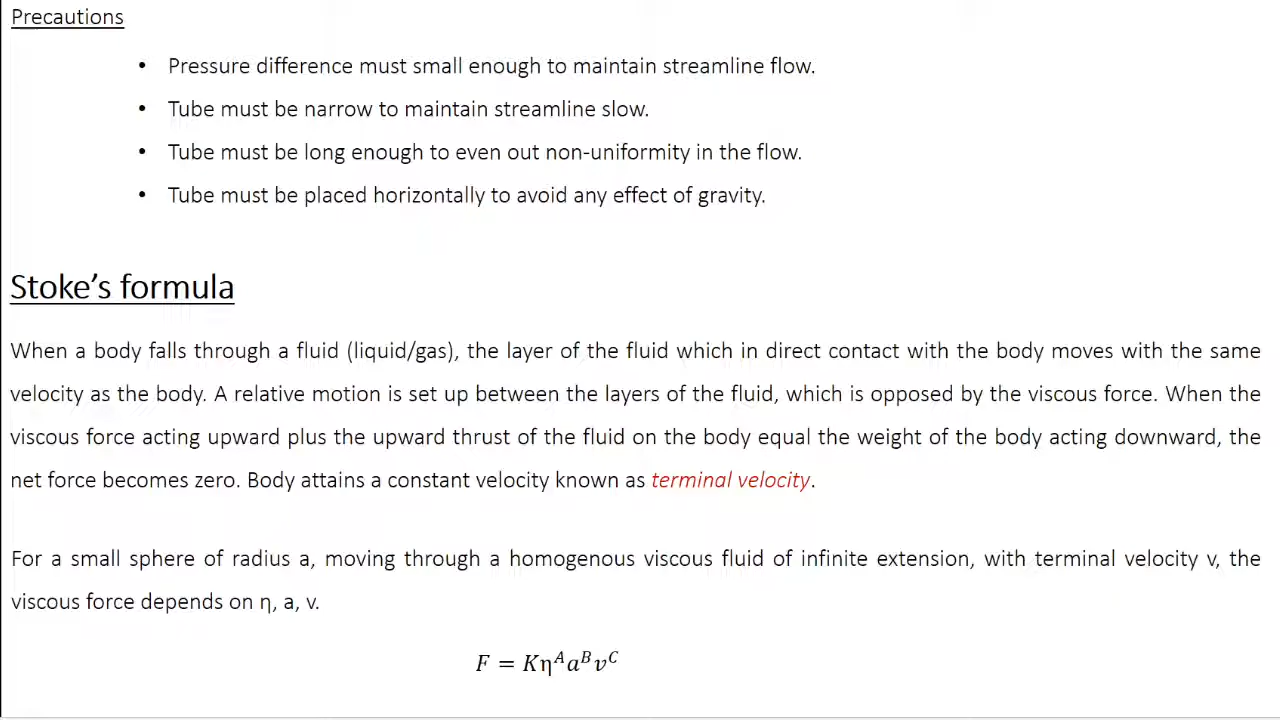 Precautions
• Pressure difference must small enough to maintain streamline flow.
• Tube must be narrow to maintain streamline slow.
• Tube must be long enough to even out non-uniformity in the flow.
• Tube must be placed horizontally to avoid any effect of gravity.
Stoke’s formula
When a body falls through a fluid (liquid/gas), the layer of the fluid which in direct contact with the body moves with the same
velocity as the body. A relative motion is set up between the layers of the fluid, which is opposed by the viscous force. When the
viscous force acting upward plus the upward thrust of the fluid on the body equal the weight of the body acting downward, the
net force becomes zero. Body attains a constant velocity known as terminal velocity.
For a small sphere of radius a, moving through a homogenous viscous fluid of infinite extension, with terminal velocity v, the
viscous force depends on η, a, v.
F = Kη^A a^B v^C